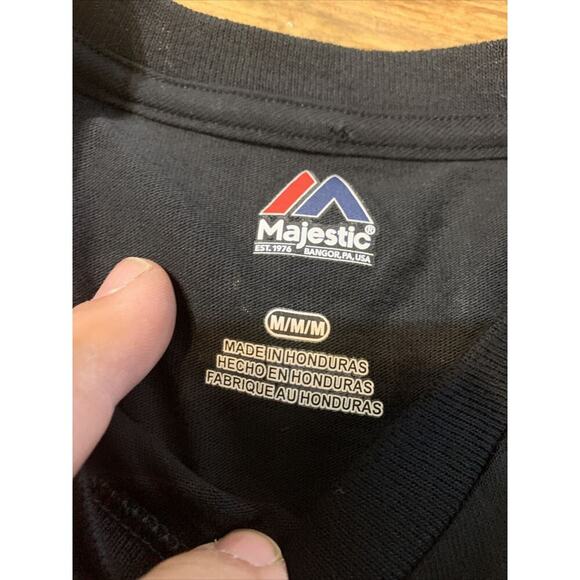 Majestic®
EST. 1976 BANGOR, PA, USA
M/M/M
MADE IN HONDURAS
HECHO EN HONDURAS
FABRIQUE AU HONDURAS